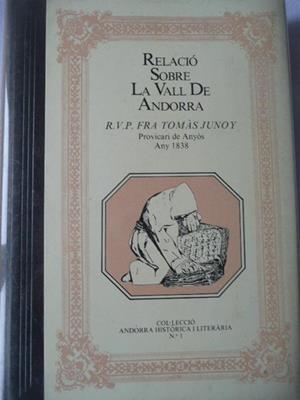 RELACIÓ
SOBRE
LA VALL DE
ANDORRA
R.V.P. FRA TOMÀS JUNOY
Provicari de Anyòs
Any 1838
COL·LECCIÓ
ANDORRA HISTÒRICA I LITERÀRIA
N.º 1